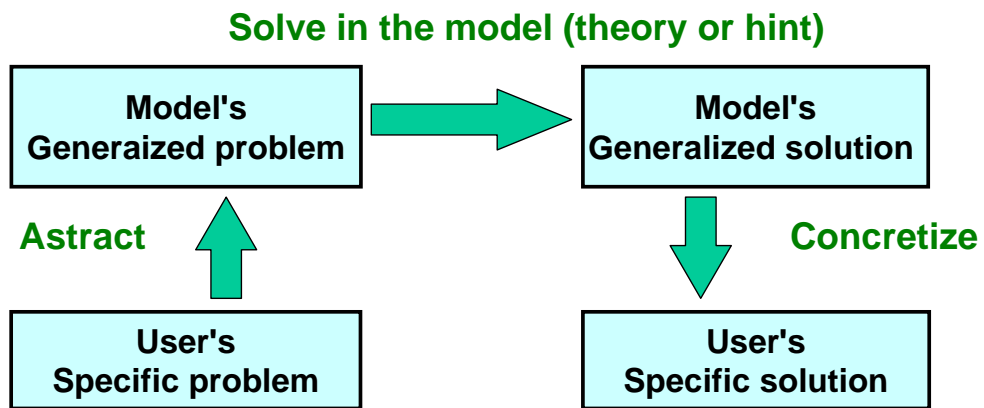 Solve in the model (theory or hint)
Model's
Generaized problem
Model's
Generalized solution
Astract
Concretize
User's
Specific problem
User's
Specific solution